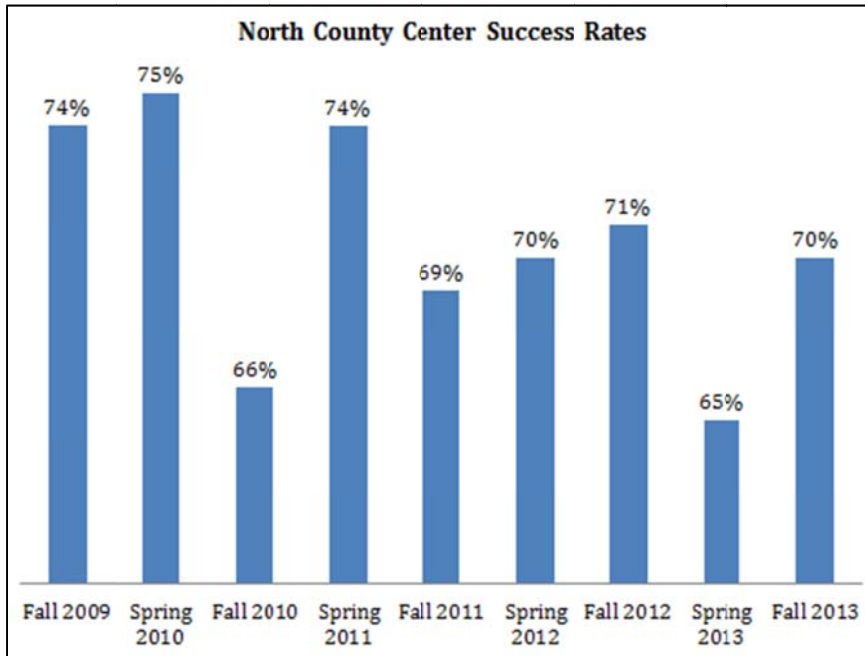 North County Center Success Rates
74%
75%
66%
74%
69%
70%
71%
65%
70%
Fall 2009
Spring
2010
Fall 2010
Spring
2011
Fall 2011
Spring
2012
Fall 2012
Spring
2013
Fall 2013